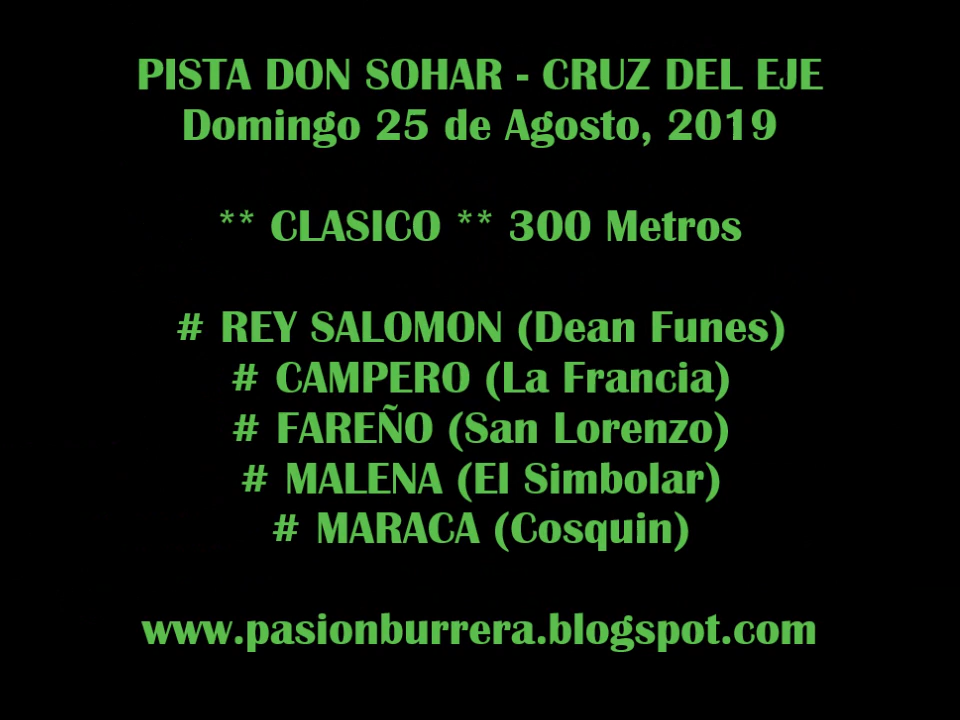 PISTA DON SOHAR - CRUZ DEL EJE
Domingo 25 de Agosto, 2019
** CLASICO ** 300 Metros
# REY SALOMON (Dean Funes)
# CAMPERO (La Francia)
# FAREÑO (San Lorenzo)
# MALENA (El Simbolar)
# MARACA (Cosquin)
www.pasionburrera.blogspot.com